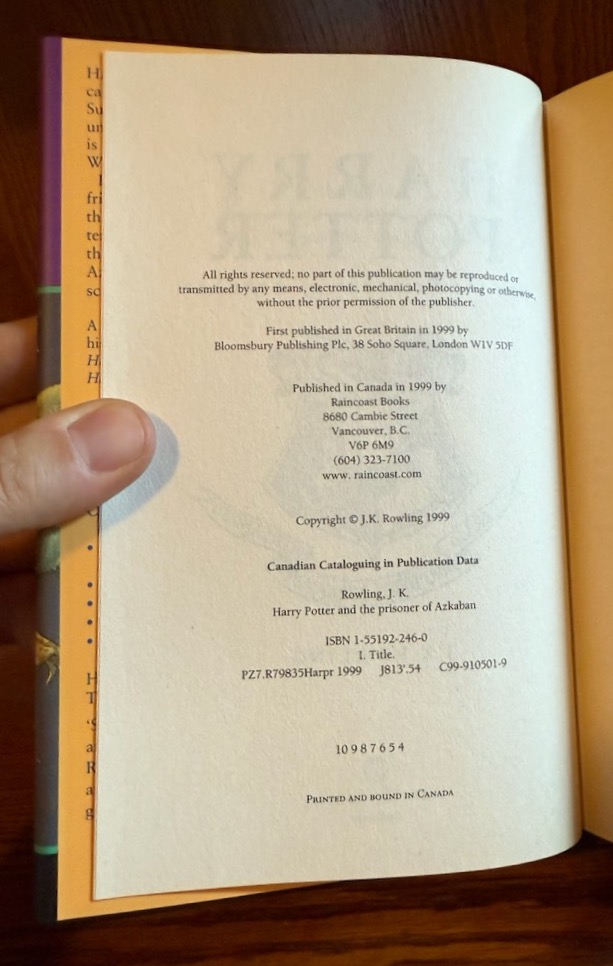 HARRY
POTTER
All rights reserved; no part of this publication may be reproduced or
transmitted by any means, electronic, mechanical, photocopying or otherwise,
without the prior permission of the publisher.
First published in Great Britain in 1999 by
Bloomsbury Publishing Plc, 38 Soho Square, London W1V 5DF
Published in Canada in 1999 by
Raincoast Books
8680 Cambie Street
Vancouver, B.C.
V6P 6M9
(604) 323-7100
www. raincoast.com
Copyright © J.K. Rowling 1999
Canadian Cataloguing in Publication Data
Rowling, J. K.
Harry Potter and the prisoner of Azkaban
ISBN 1-55192-246-0
I. Title.
PZ7.R79835Harpr 1999 J813'.54 C99-910501-9
10 9 8 7 6 5 4
Printed and bound in Canada